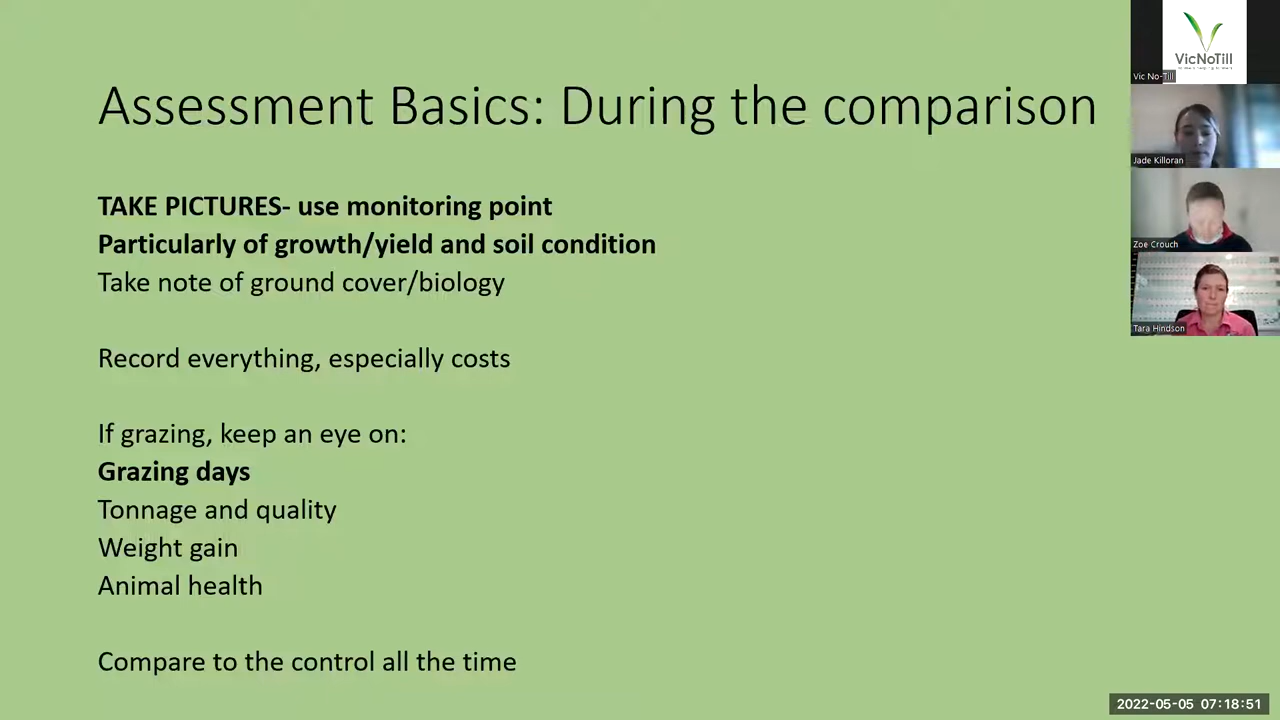 Assessment Basics: During the comparison
TAKE PICTURES- use monitoring point
Particularly of growth/yield and soil condition
Take note of ground cover/biology
Record everything, especially costs
If grazing, keep an eye on:
Grazing days
Tonnage and quality
Weight gain
Animal health
Compare to the control all the time
VicNoTill
Vic No-Till
Jade Killoran
Zoe Crouch
Tara Hindson
2022-05-05 07:18:51